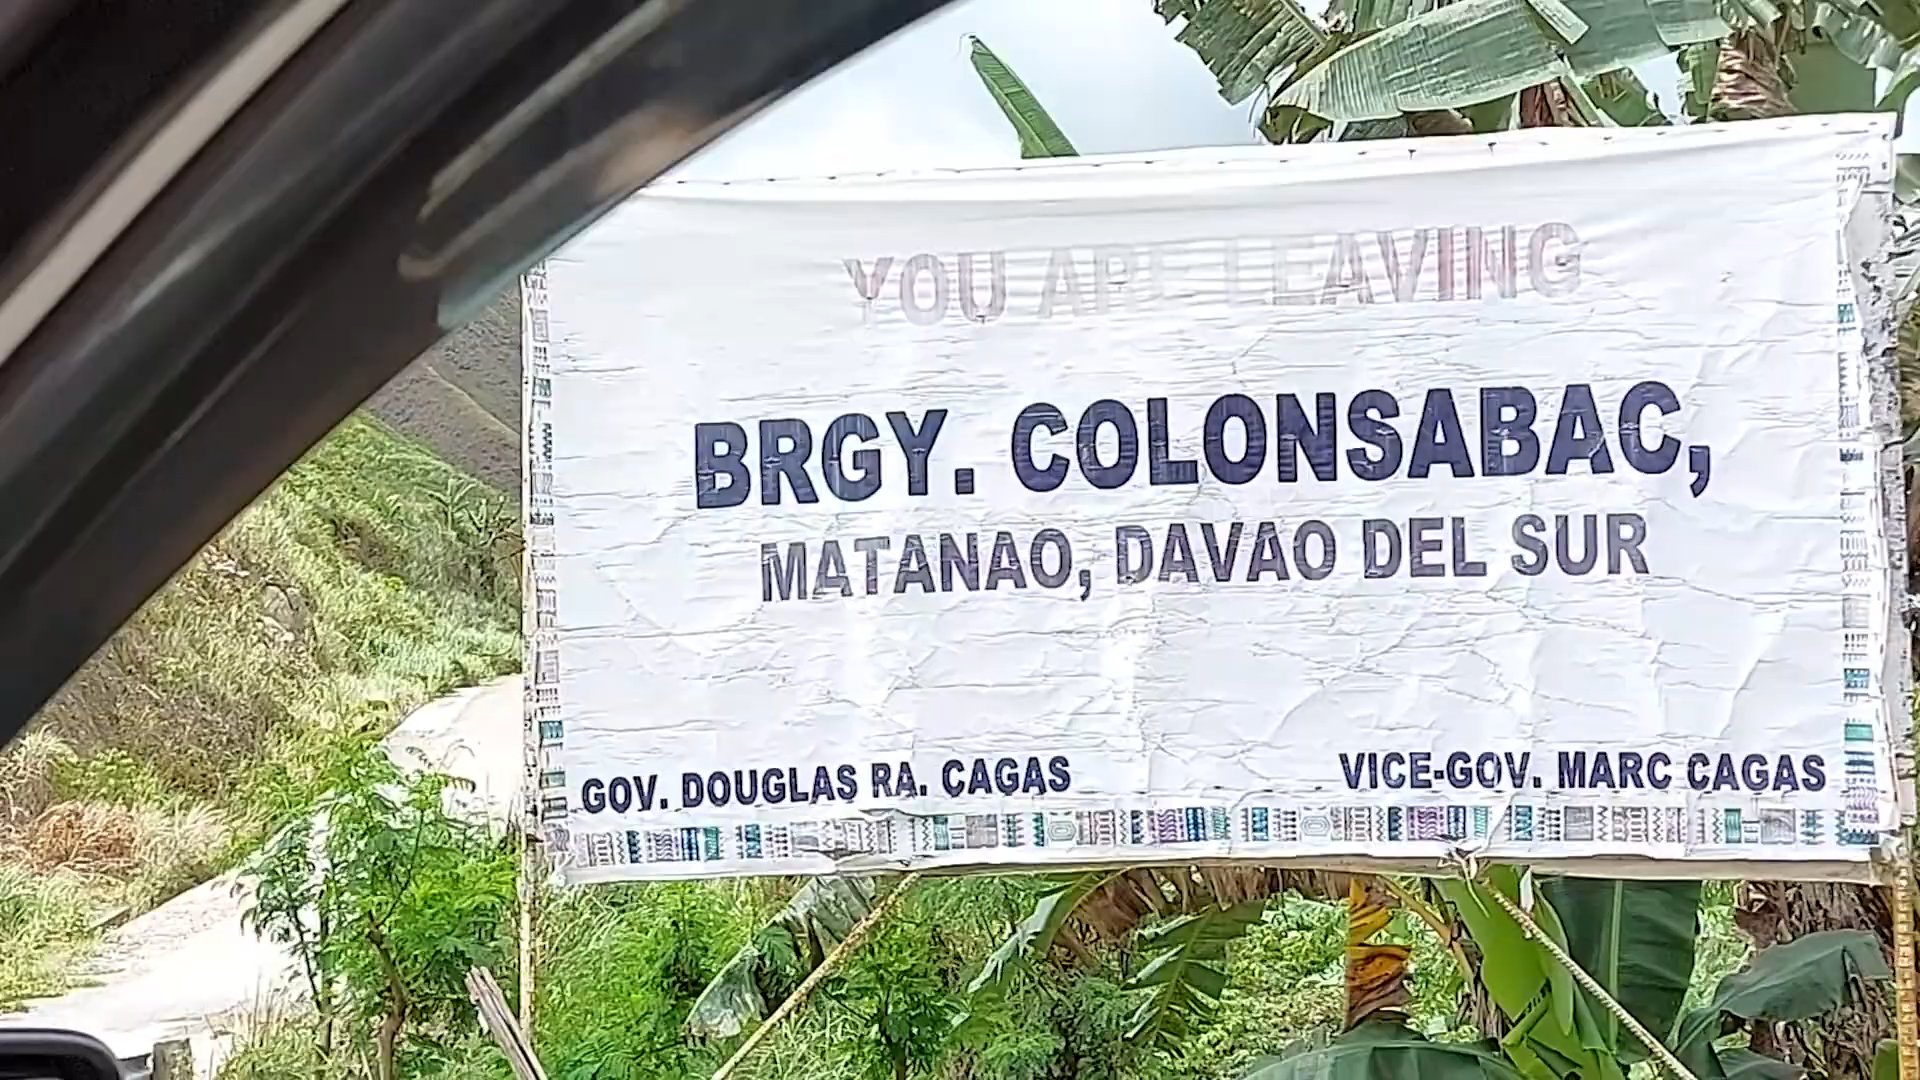 YOU ARE LEAVING
BRGY. COLONSABAC,
MATANAO, DAVAO DEL SUR
GOV. DOUGLAS RA. CAGAS
VICE-GOV. MARC CAGAS